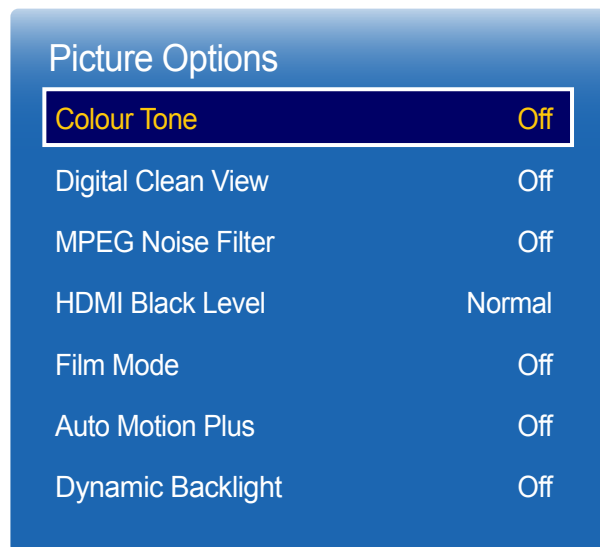 Picture Options
Colour Tone Off
Digital Clean View Off
MPEG Noise Filter Off
HDMI Black Level Normal
Film Mode Off
Auto Motion Plus Off
Dynamic Backlight Off